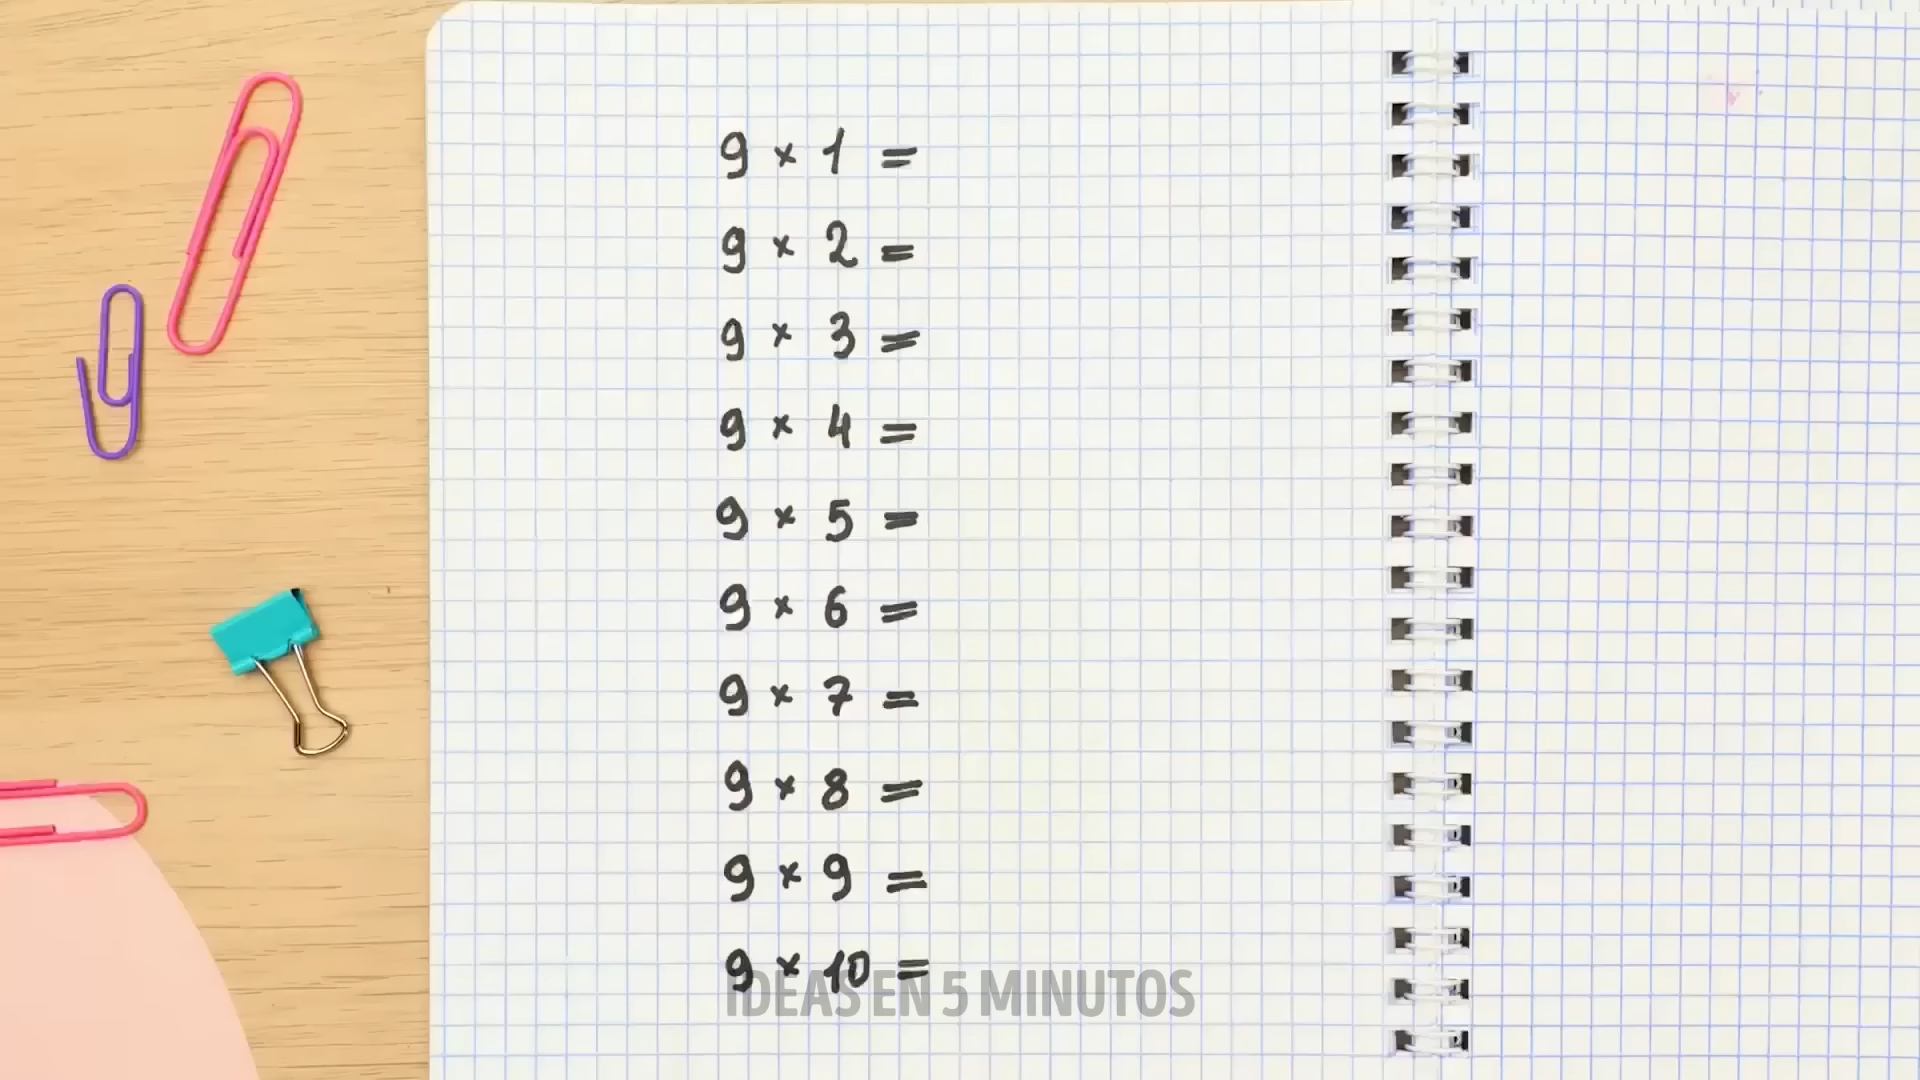 9 × 1 =
9 × 2 =
9 × 3 =
9 × 4 =
9 × 5 =
9 × 6 =
9 × 7 =
9 × 8 =
9 × 9 =
9 × 10 =
IDEAS EN 5 MINUTOS